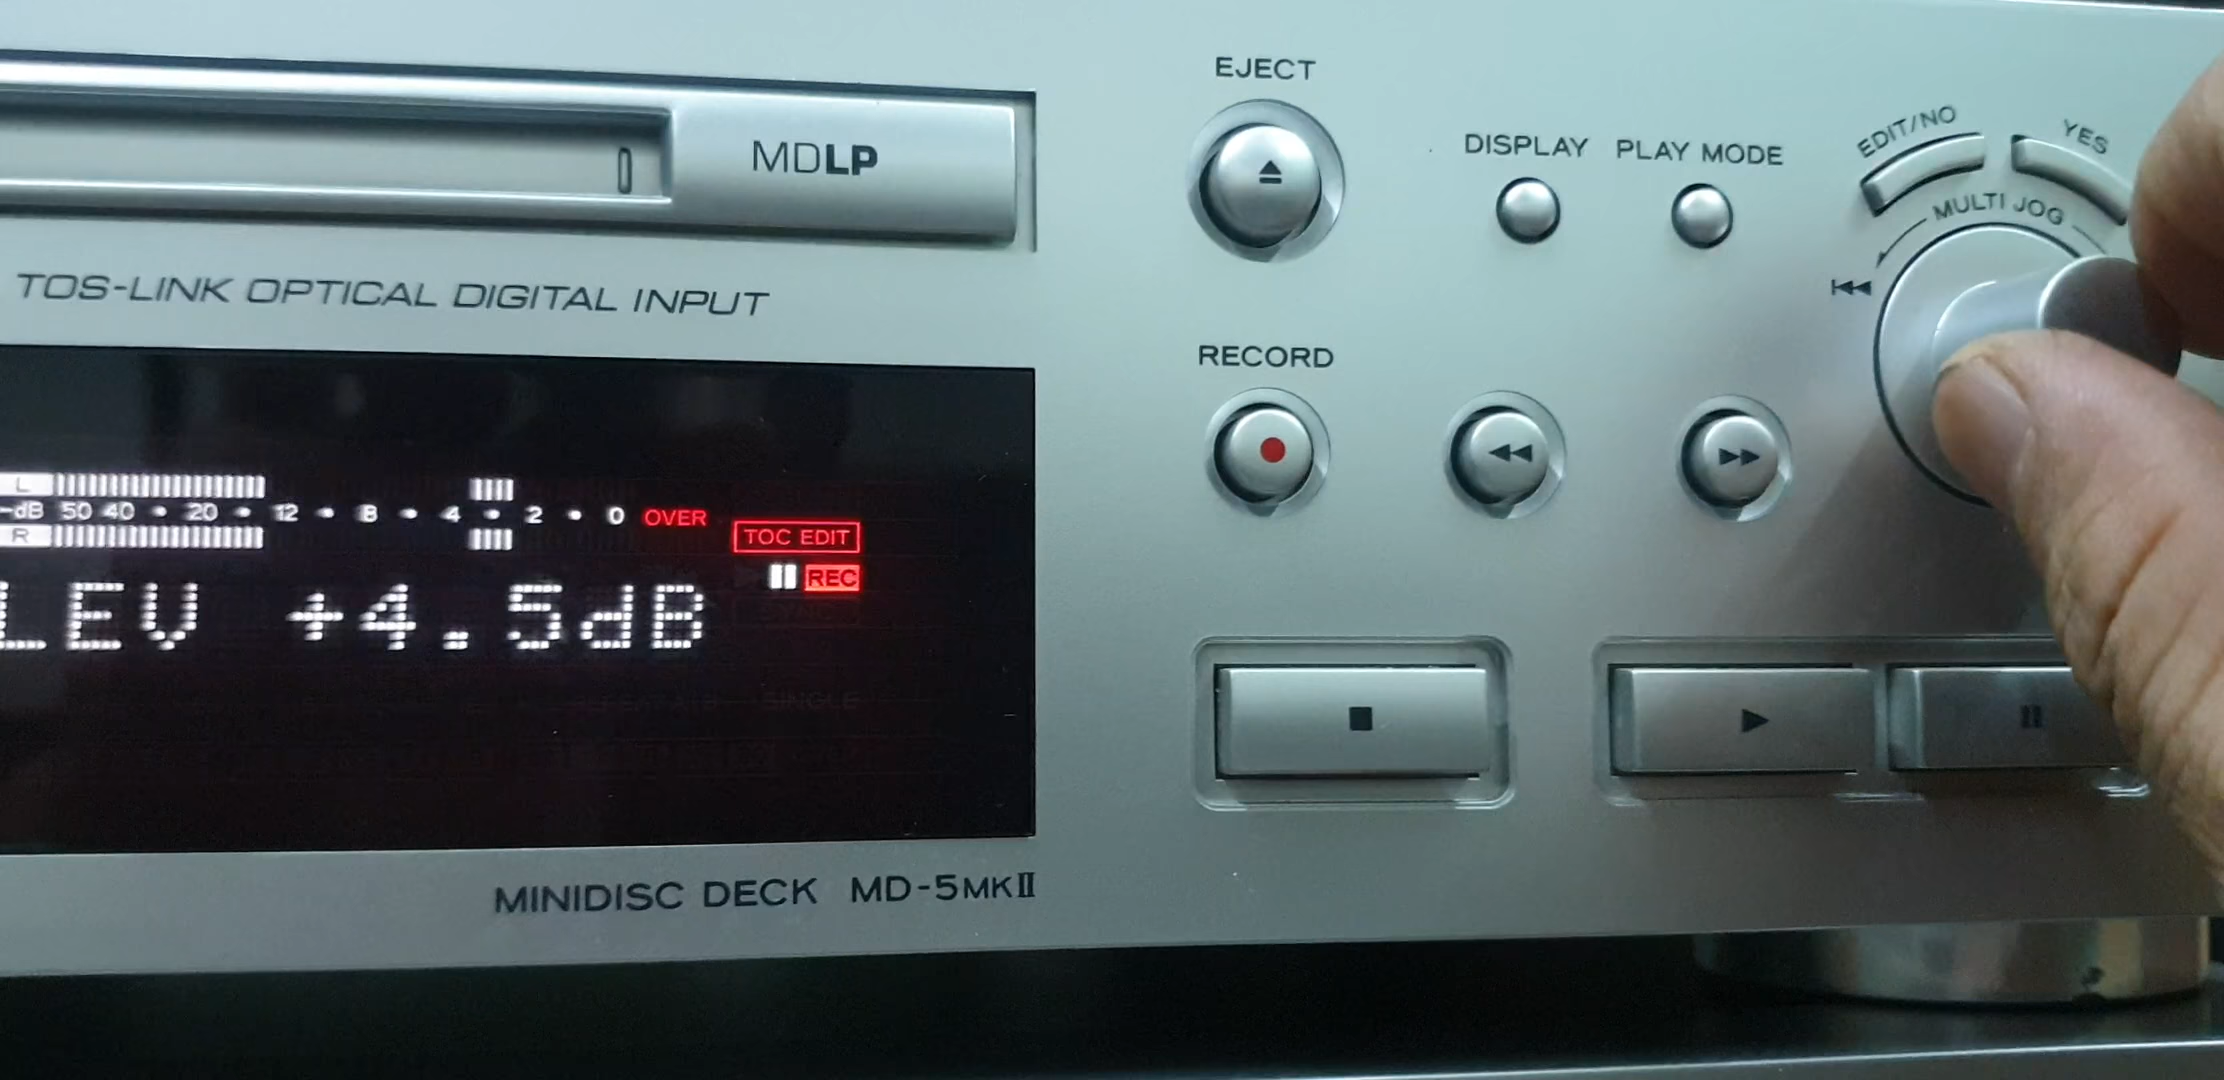 EJECT
DISPLAY
PLAY MODE
EDIT/NO
YES
MULTI JOG
MDLP
TOS-LINK OPTICAL DIGITAL INPUT
RECORD
L
-dB 50 40 • 20 • 12 • 8 • 4 • 2 • 0 OVER
R
TOC EDIT
REC
LEV +4.5dB
SINGLE
MINIDISC DECK MD-5MKII